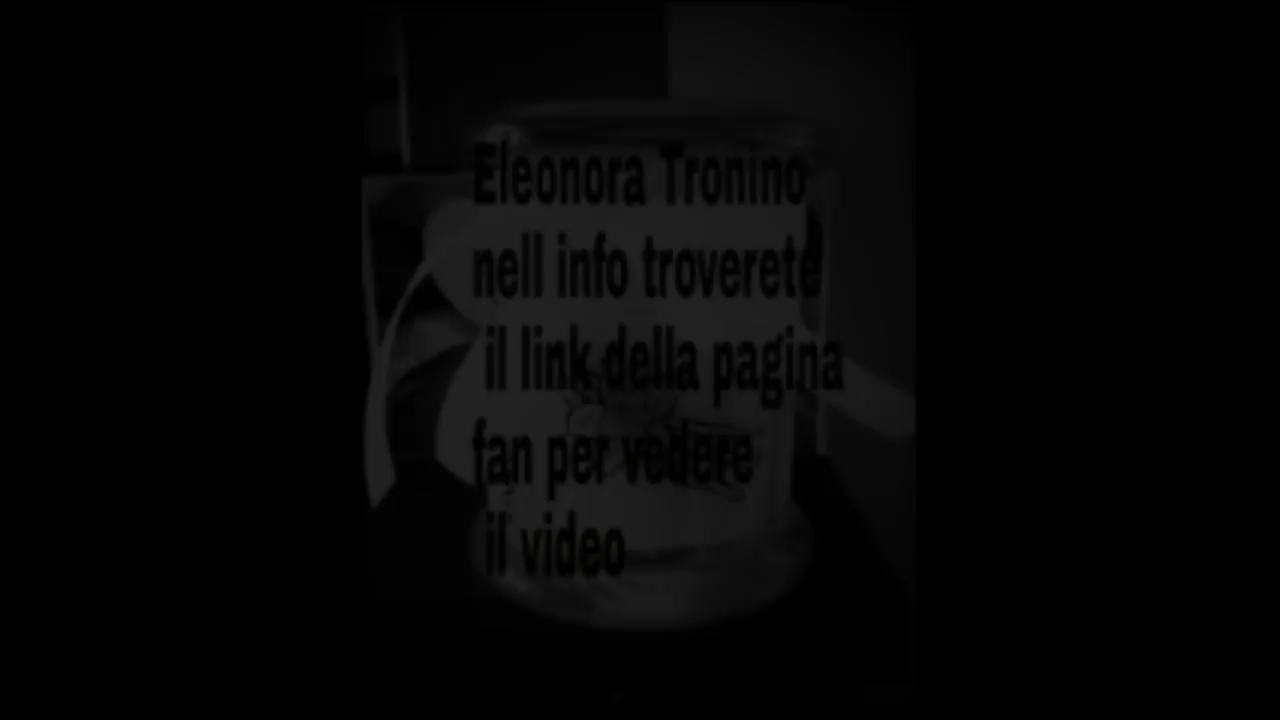 Eleonora Tronino
nell info troverete
il link della pagina
fan per vedere
il video